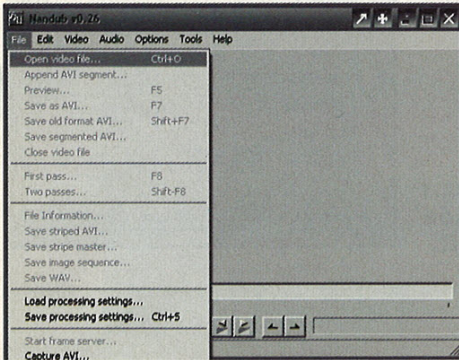 Nandub v0.26
File Edit Video Audio Options Tools Help
Open video file... Ctrl+O
Append AVI segment...
Preview... F5
Save as AVI... F7
Save old format AVI... Shift+F7
Save segmented AVI...
Close video file
First pass... F8
Two passes... Shift-F8
File Information...
Save striped AVI...
Save stripe master...
Save image sequence...
Save WAV...
Load processing settings...
Save processing settings... Ctrl+S
Start frame server...
Capture AVI...